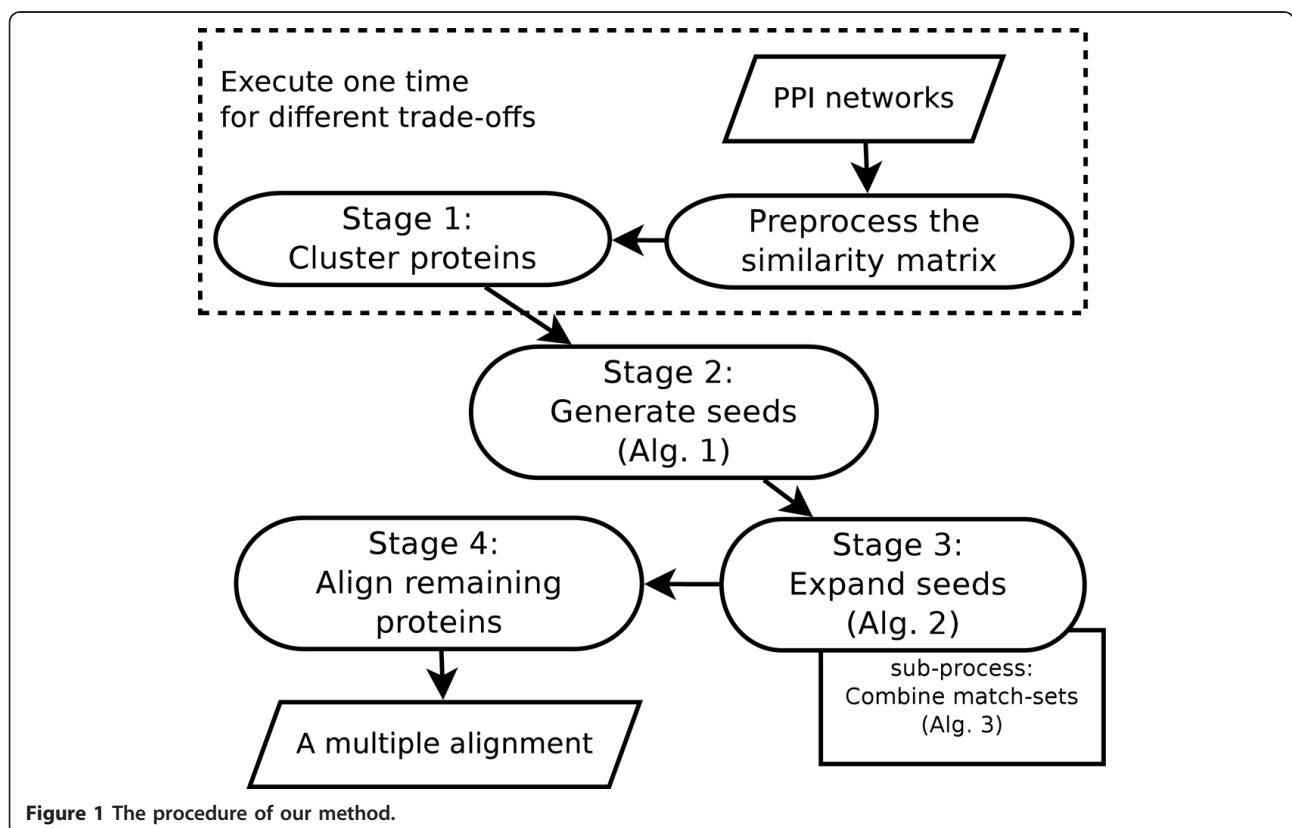 Execute one time
for different trade-offs
PPI networks
Preprocess the
similarity matrix
Stage 1:
Cluster proteins
Stage 2:
Generate seeds
(Alg. 1)
Stage 3:
Expand seeds
(Alg. 2)
sub-process:
Combine match-sets
(Alg. 3)
Stage 4:
Align remaining
proteins
A multiple alignment
Figure 1 The procedure of our method.